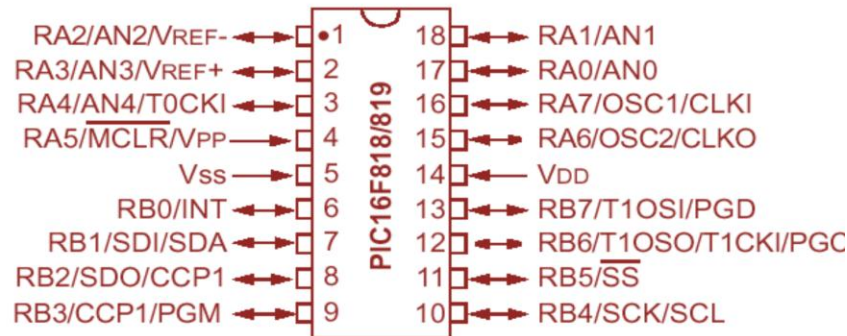 RA2/AN2/VREF- 1 18 RA1/AN1
RA3/AN3/VREF+ 2 17 RA0/AN0
RA4/AN4/T0CKI 3 16 RA7/OSC1/CLKI
RA5/MCLR/VPP 4 15 RA6/OSC2/CLKO
VSS 5 14 VDD
RB0/INT 6 13 RB7/T1OSI/PGD
RB1/SDI/SDA 7 12 RB6/T1OSO/T1CKI/PGC
RB2/SDO/CCP1 8 11 RB5/SS
RB3/CCP1/PGM 9 10 RB4/SCK/SCL
PIC16F818/819